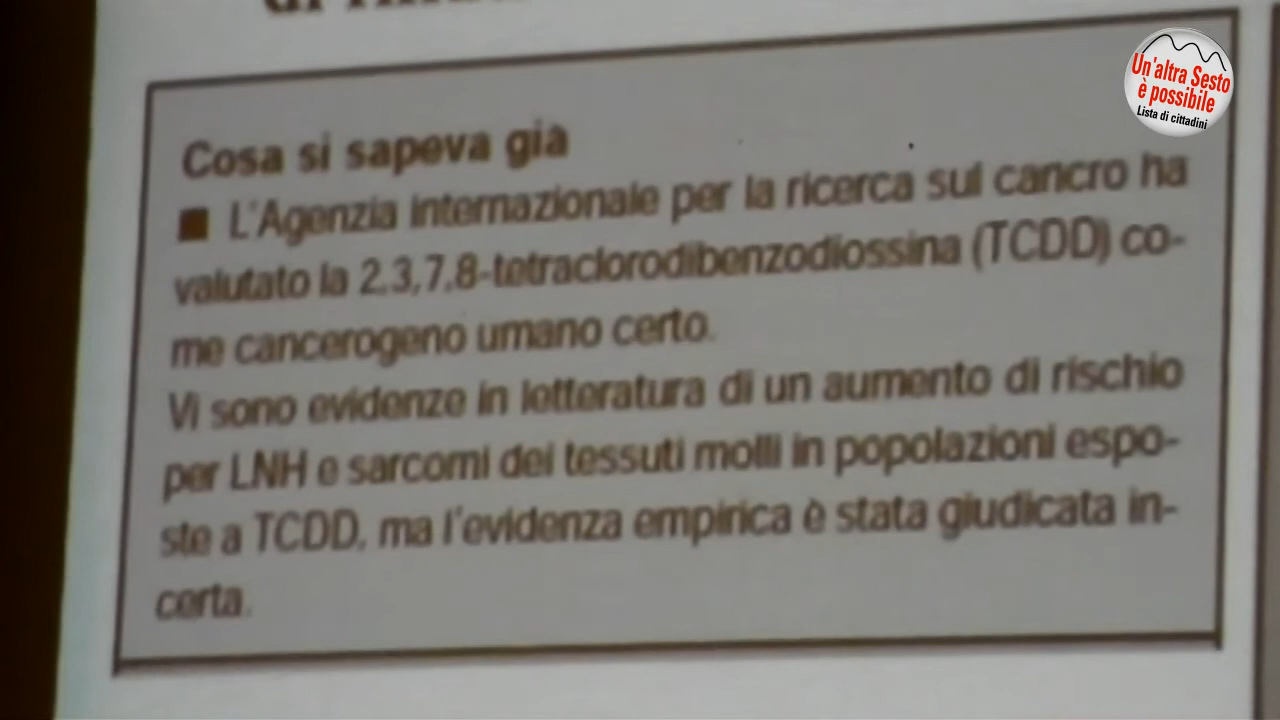 Cosa si sapeva già
■ L'Agenzia internazionale per la ricerca sul cancro ha
valutato la 2,3,7,8-tetraclorodibenzodiossina (TCDD) co-
me cancerogeno umano certo.
Vi sono evidenze in letteratura di un aumento di rischio
per LNH e sarcomi dei tessuti molli in popolazioni espo-
ste a TCDD, ma l'evidenza empirica è stata giudicata in-
certa.
Un'altra Sesto
è possibile
Lista di cittadini